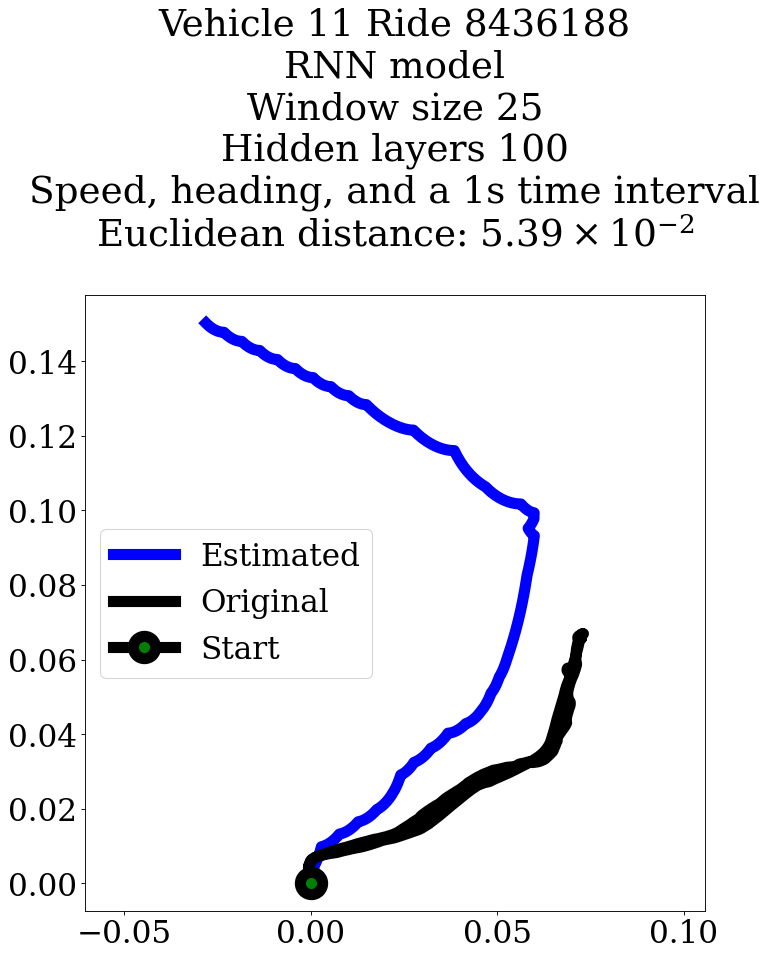 Vehicle 11 Ride 8436188
RNN model
Window size 25
Hidden layers 100
Speed, heading, and a 1s time interval
Euclidean distance: 5.39 × 10⁻²
0.14
0.12
0.10
0.08
0.06
0.04
0.02
0.00
Estimated
Original
Start
−0.05 0.00 0.05 0.10